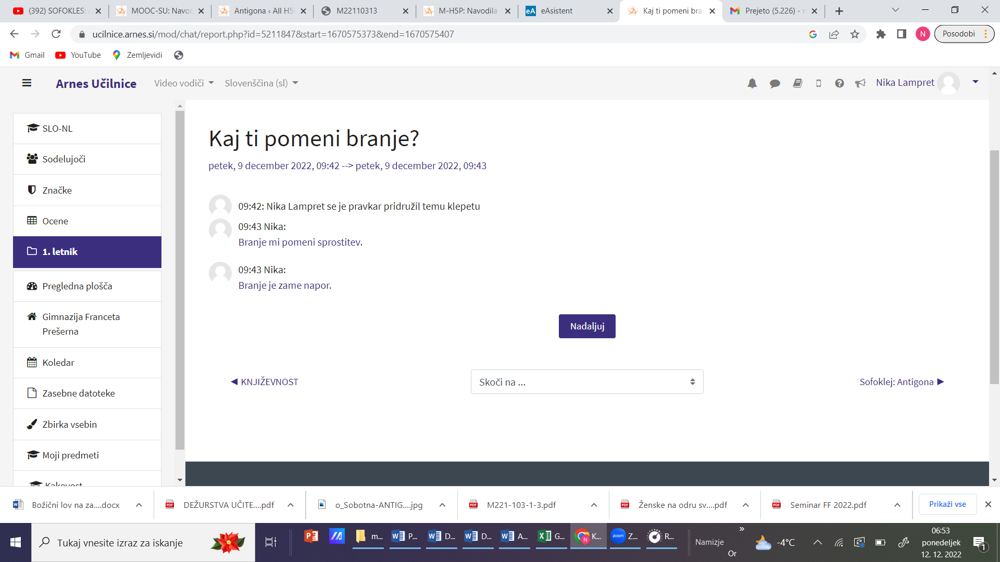 (392) SOFOKLES:
MOOC-SU: Navo
Antigona ‹ All H5
M22110313
M-H5P: Navodila
eA eAsistent
Kaj ti pomeni bra
Prejeto (5.226) -
ucilnice.arnes.si/mod/chat/report.php?id=5211847&start=1670575373&end=1670575407
N
Posodobi
Gmail
YouTube
Zemljevidi
Arnes Učilnice
Video vodiči
Slovenščina (sl)
Nika Lampret
SLO-NL
Sodelujoči
Značke
Ocene
1. letnik
Pregledna plošča
Gimnazija Franceta
Prešerna
Koledar
Zasebne datoteke
Zbirka vsebin
Moji predmeti
Kakovost
Kaj ti pomeni branje?
petek, 9 december 2022, 09:42 --> petek, 9 december 2022, 09:43
09:42: Nika Lampret se je pravkar pridružil temu klepetu
09:43 Nika:
Branje mi pomeni sprostitev.
09:43 Nika:
Branje je zame napor.
Nadaljuj
◀ KNJIŽEVNOST
Skoči na ...
Sofoklej: Antigona ▶
Božični lov na za....docx
DEŽURSTVA UČITE....pdf
o_Sobotna-ANTIG....jpg
M221-103-1-3.pdf
Ženske na odru sv....pdf
Seminar FF 2022.pdf
Prikaži vse
Tukaj vnesite izraz za iskanje
m...
P...
D...
D...
A...
G...
K...
zoom Z...
R...
Namizje
»
Or
-4°C
06:53
ponedeljek
12. 12. 2022
1